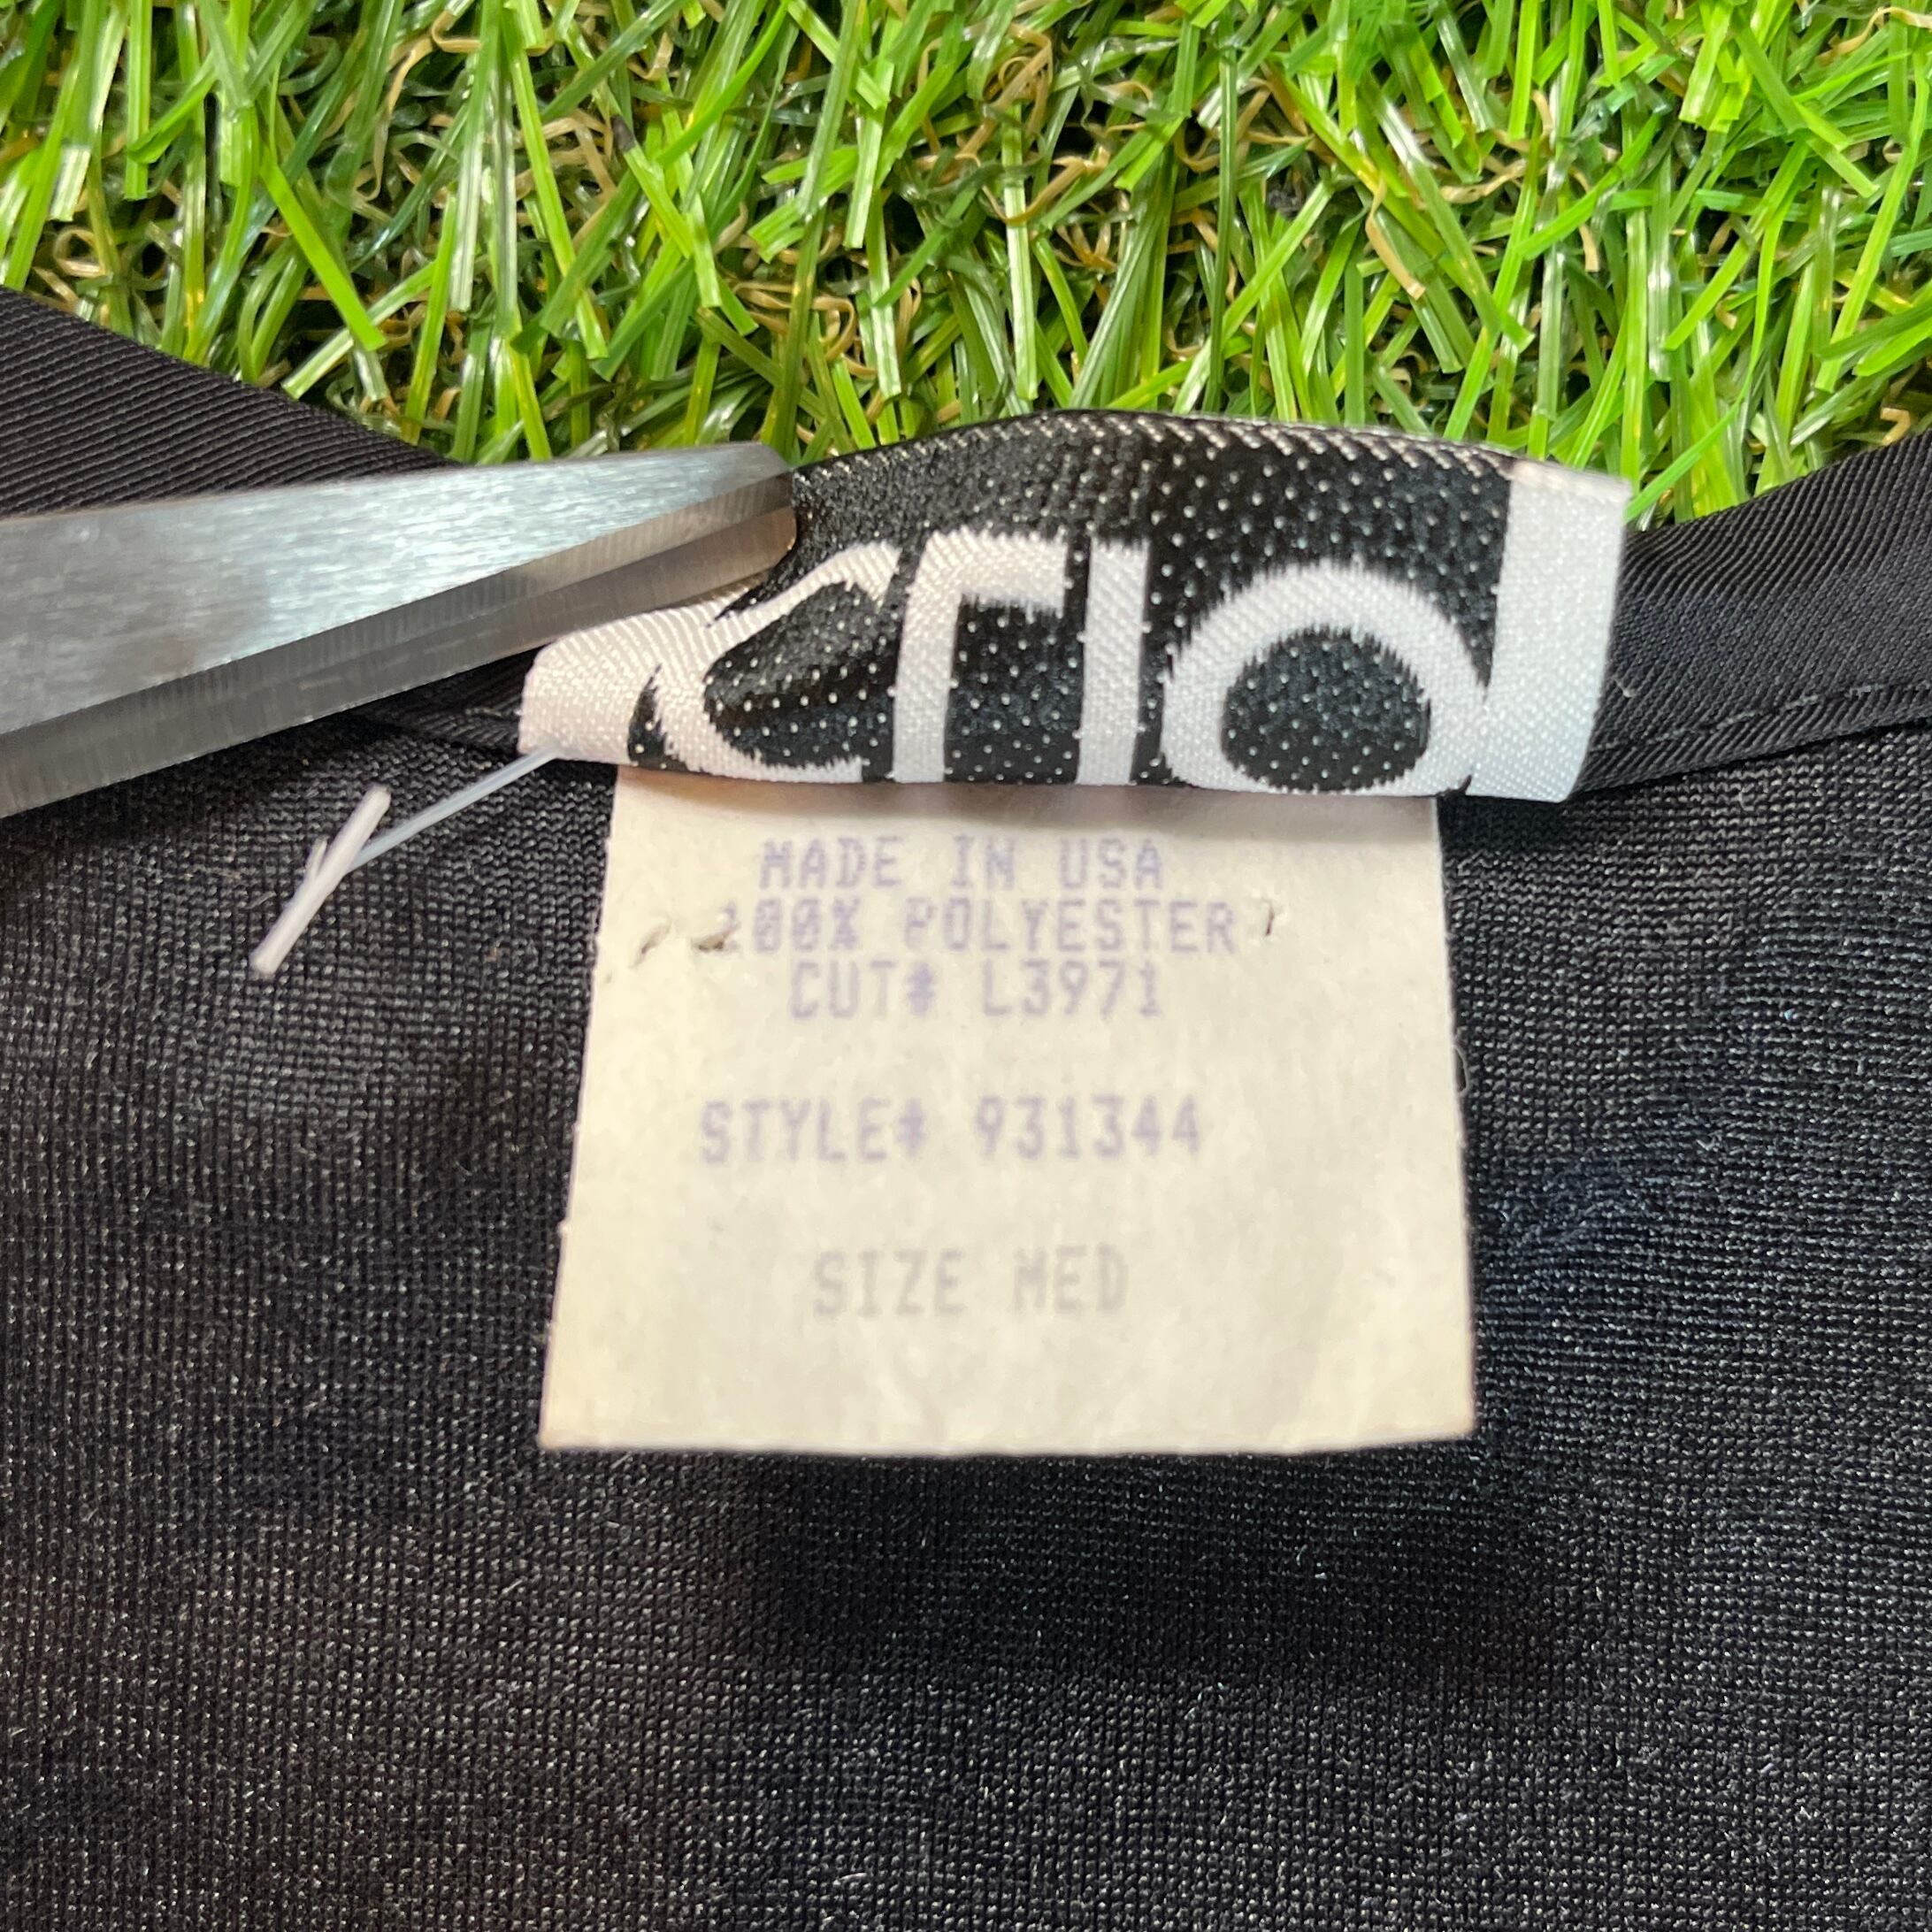 MADE IN USA
100% POLYESTER
CUT# L3971
STYLE# 931344
SIZE MED